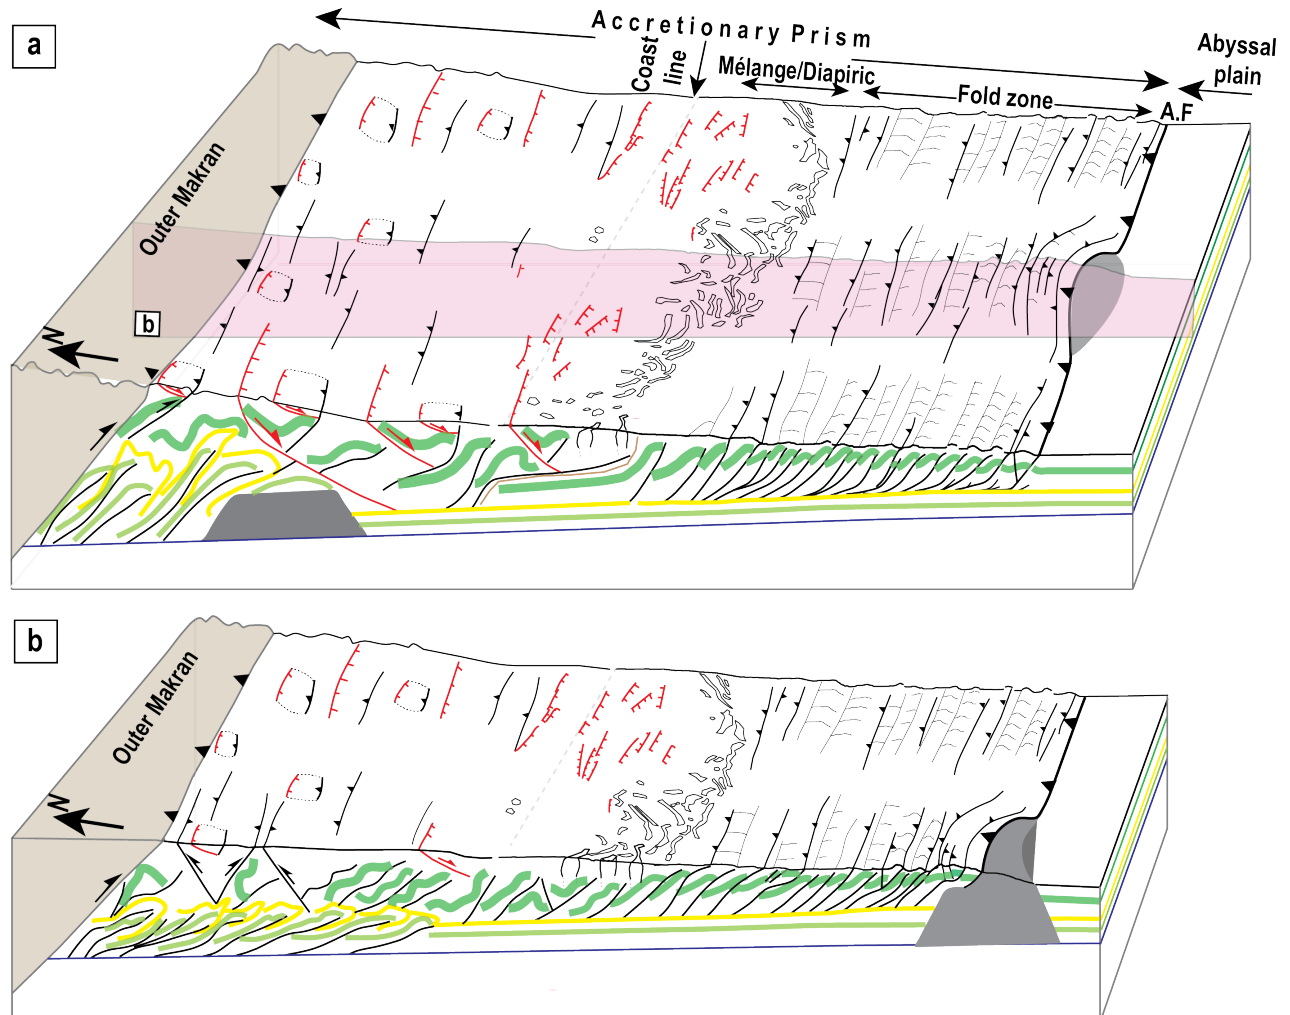 a
Accretionary Prism
Coast
line
Mélange/Diapiric
Fold zone
A.F
Abyssal
plain
Outer Makran
N
b
b
Outer Makran
N